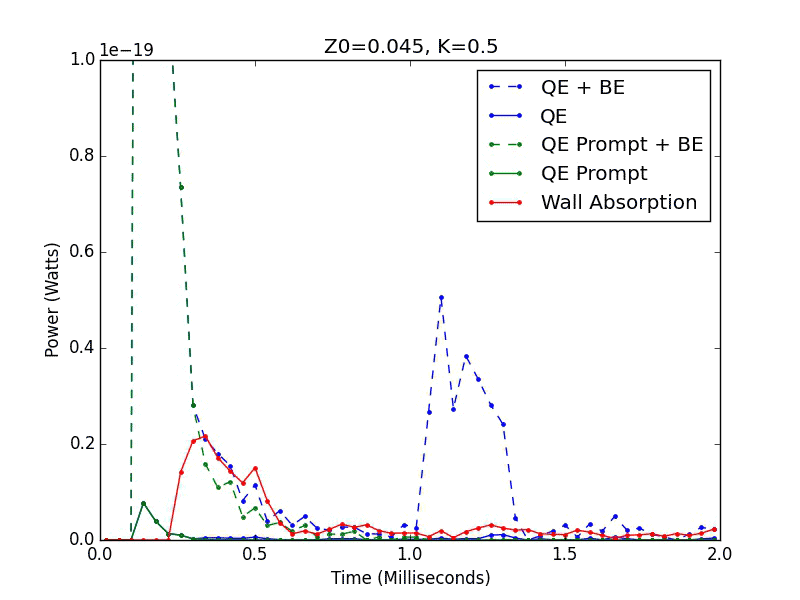 Z0=0.045, K=0.5
1e−19
1.0
0.8
0.6
0.4
0.2
0.0
Power (Watts)
QE + BE
QE
QE Prompt + BE
QE Prompt
Wall Absorption
0.0 0.5 1.0 1.5 2.0
Time (Milliseconds)